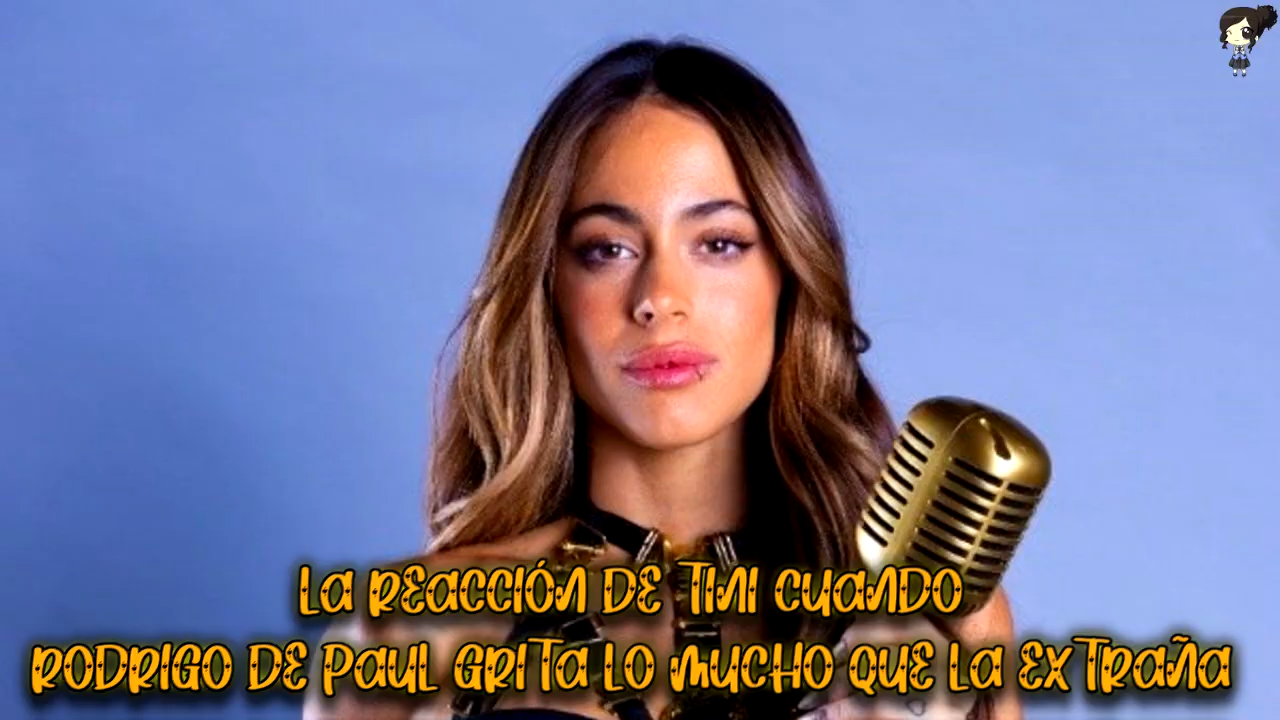 LA REACCIÓN DE TINI CUANDO
RODRIGO DE PAUL GRITA LO MUCHO QUE LA EXTRAÑA